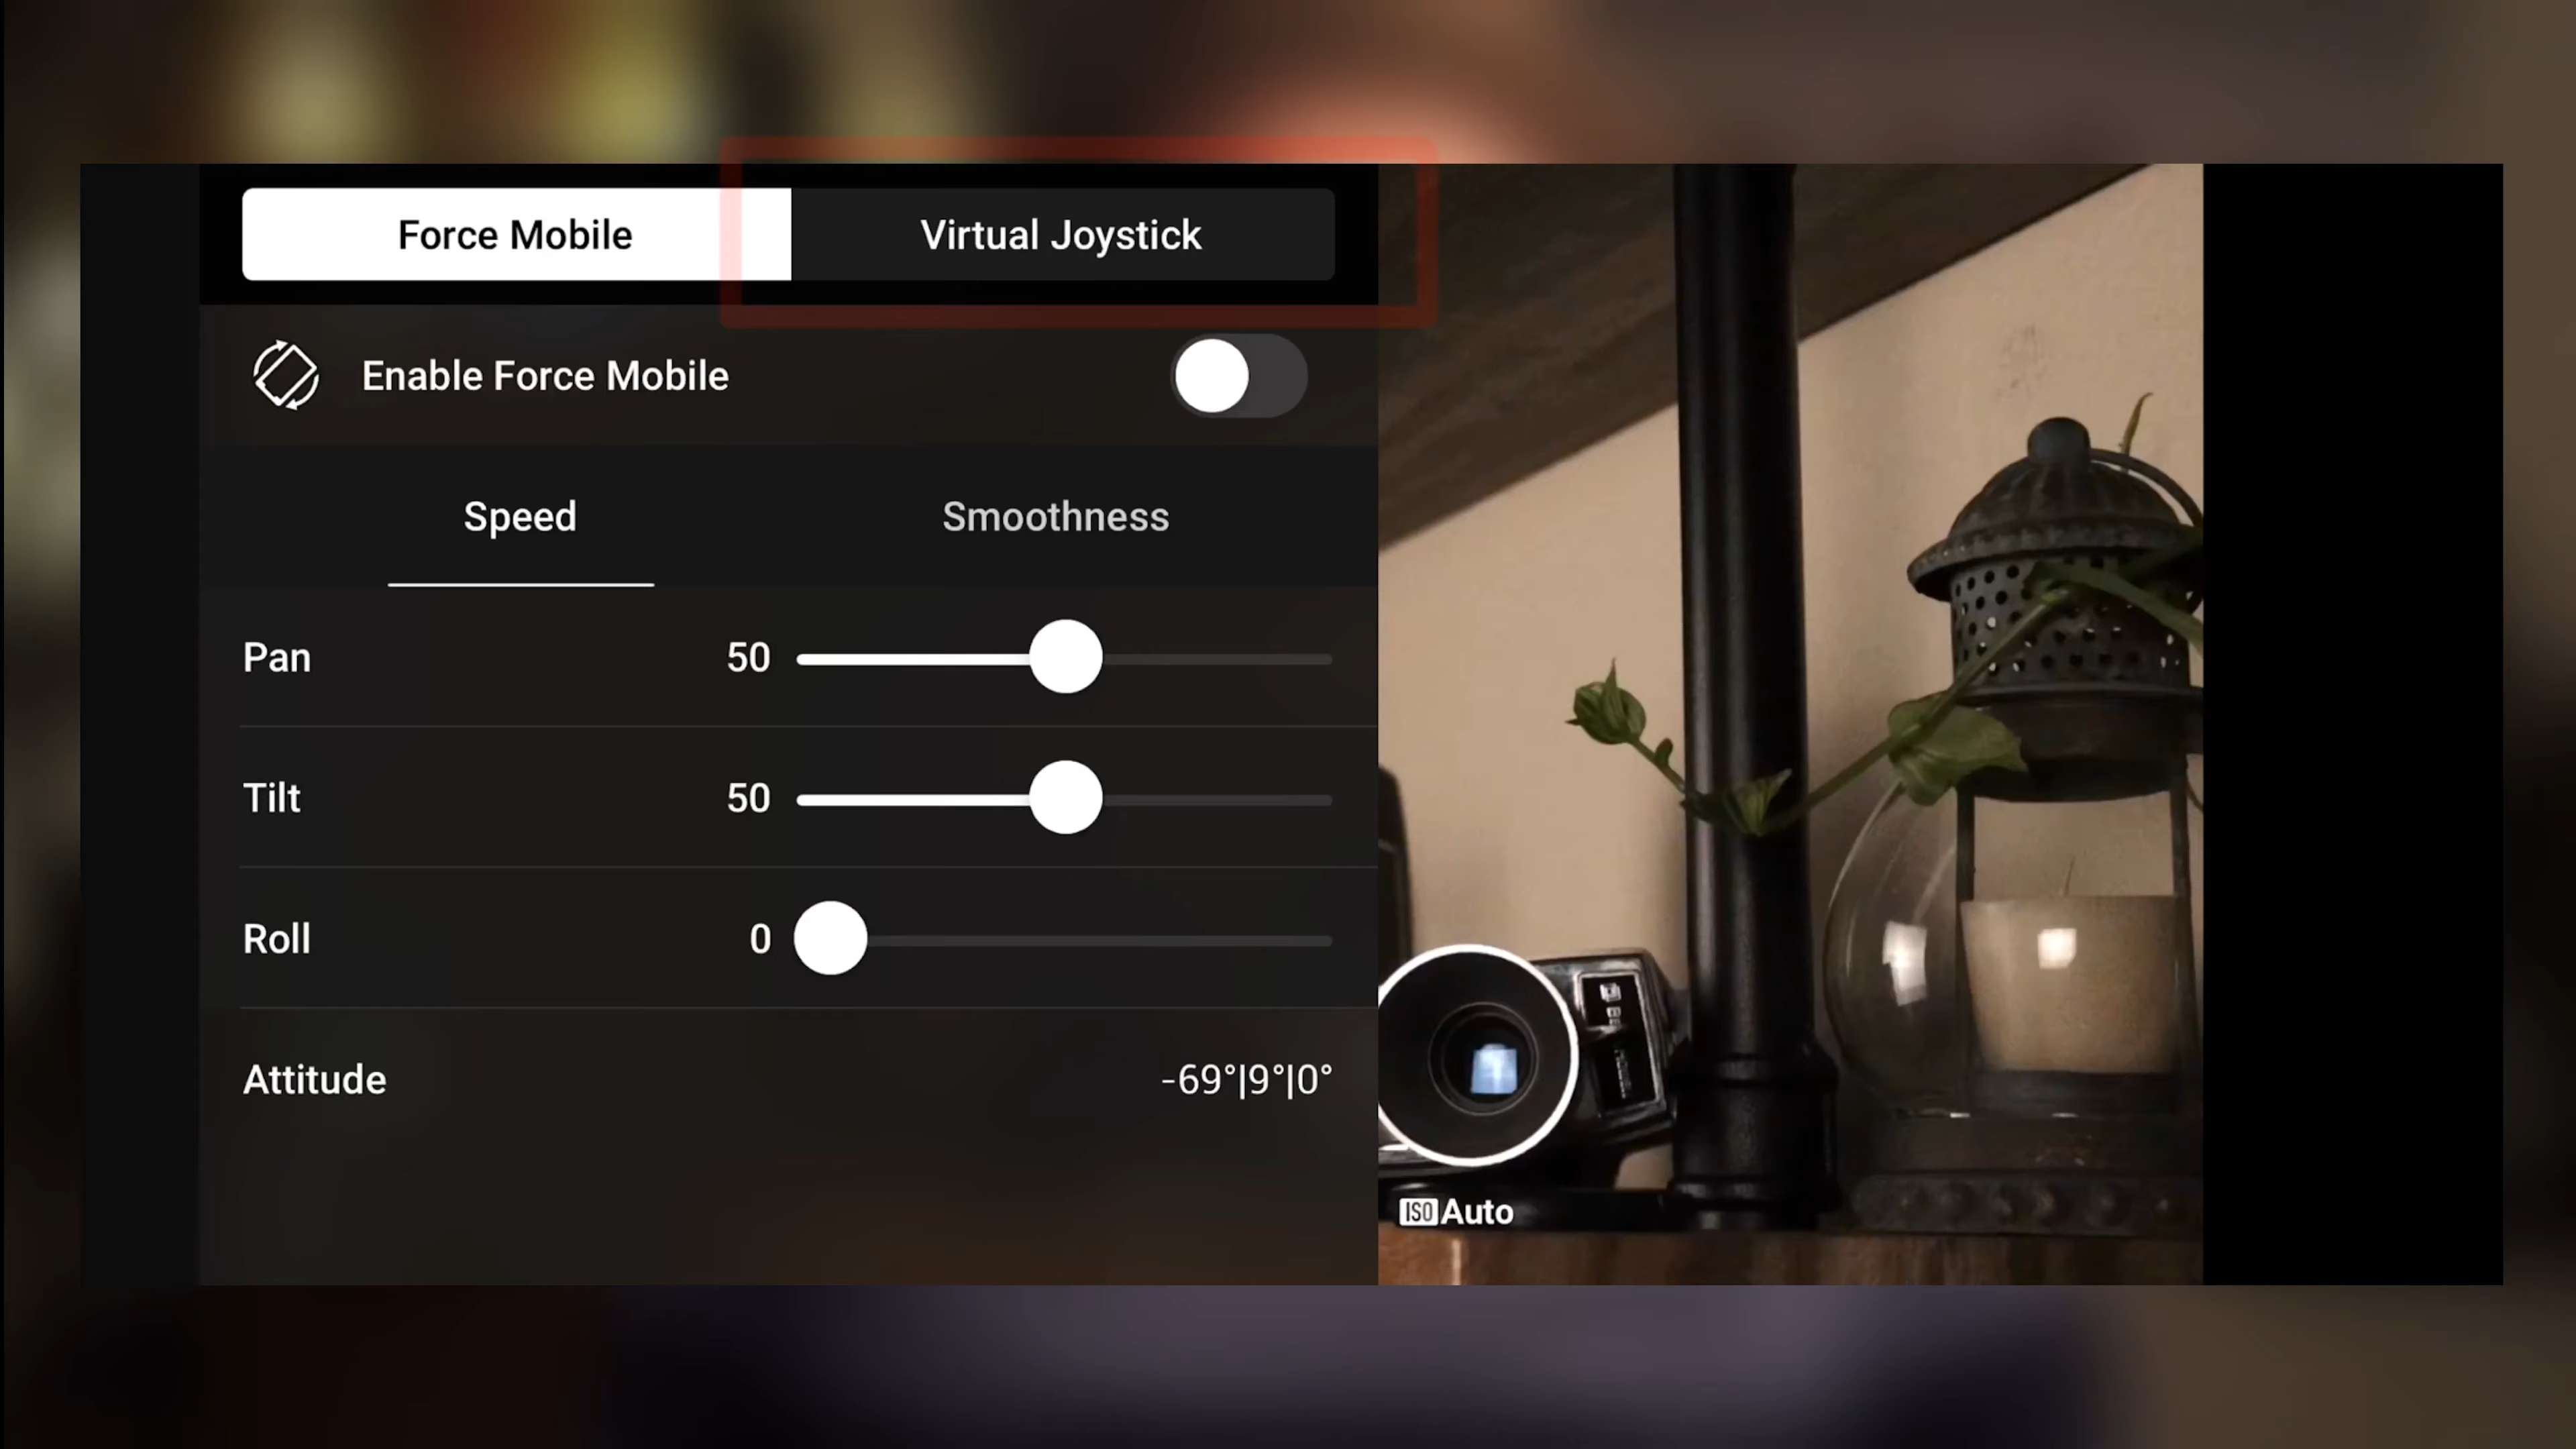 Force Mobile
Virtual Joystick
Enable Force Mobile
Speed
Smoothness
Pan 50
Tilt 50
Roll 0
Attitude -69°|9°|0°
ISO Auto